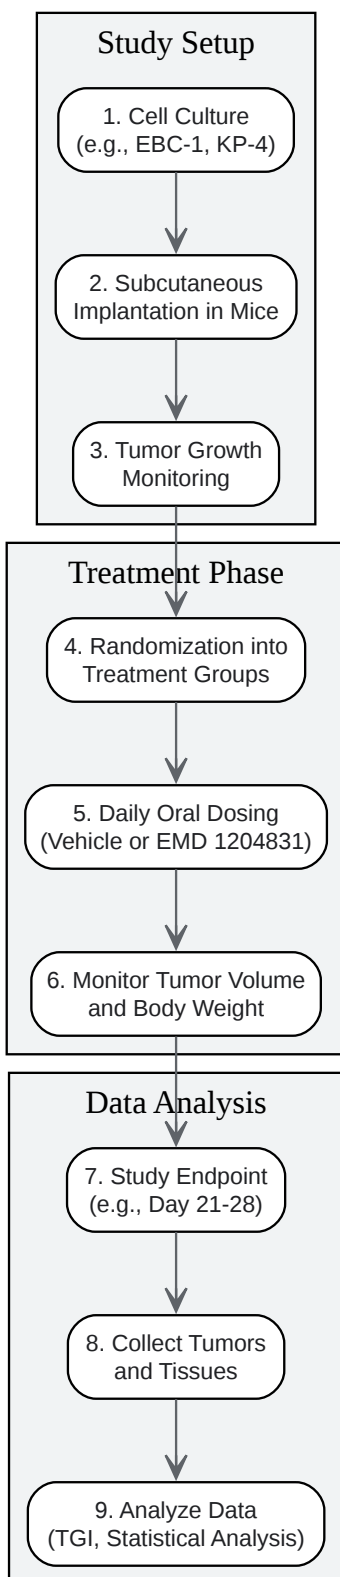 Study Setup
1. Cell Culture
(e.g., EBC-1, KP-4)
2. Subcutaneous
Implantation in Mice
3. Tumor Growth
Monitoring
Treatment Phase
4. Randomization into
Treatment Groups
5. Daily Oral Dosing
(Vehicle or EMD 1204831)
6. Monitor Tumor Volume
and Body Weight
Data Analysis
7. Study Endpoint
(e.g., Day 21-28)
8. Collect Tumors
and Tissues
9. Analyze Data
(TGI, Statistical Analysis)